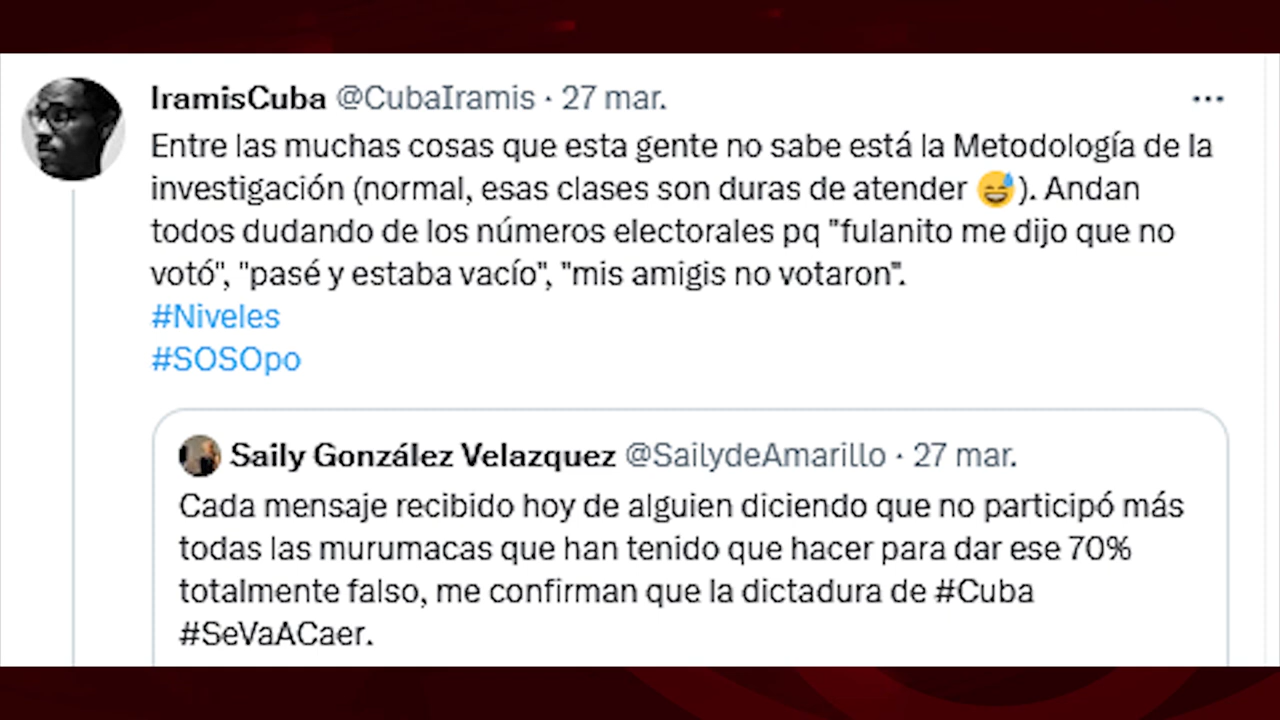 IramisCuba @CubaIramis · 27 mar.
Entre las muchas cosas que esta gente no sabe está la Metodología de la
investigación (normal, esas clases son duras de atender 😅). Andan
todos dudando de los números electorales pq "fulanito me dijo que no
votó", "pasé y estaba vacío", "mis amigis no votaron".
#Niveles
#SOSOpo
Saily González Velazquez @SailydeAmarillo · 27 mar.
Cada mensaje recibido hoy de alguien diciendo que no participó más
todas las murumacas que han tenido que hacer para dar ese 70%
totalmente falso, me confirman que la dictadura de #Cuba
#SeVaACaer.